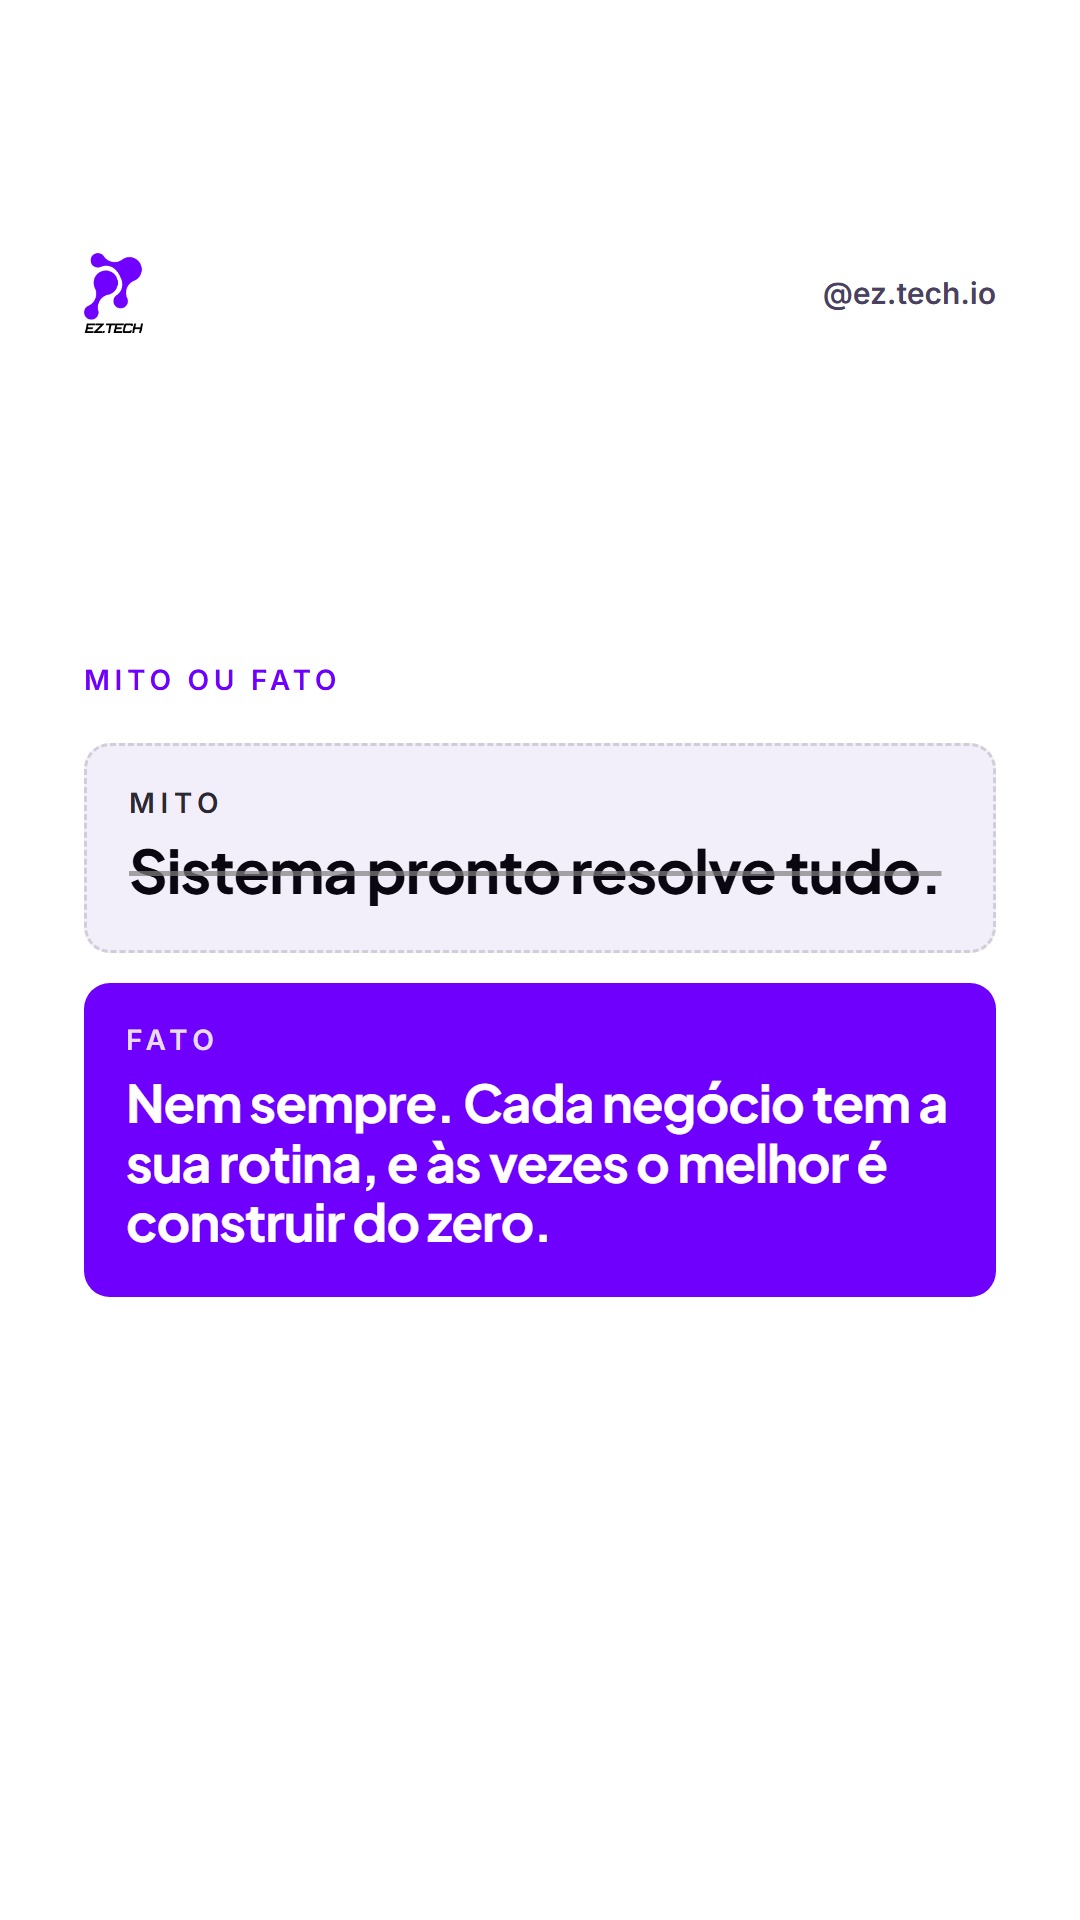 EZ.TECH
@ez.tech.io
MITO OU FATO
MITO
Sistema pronto resolve tudo.
FATO
Nem sempre. Cada negócio tem a
sua rotina, e às vezes o melhor é
construir do zero.